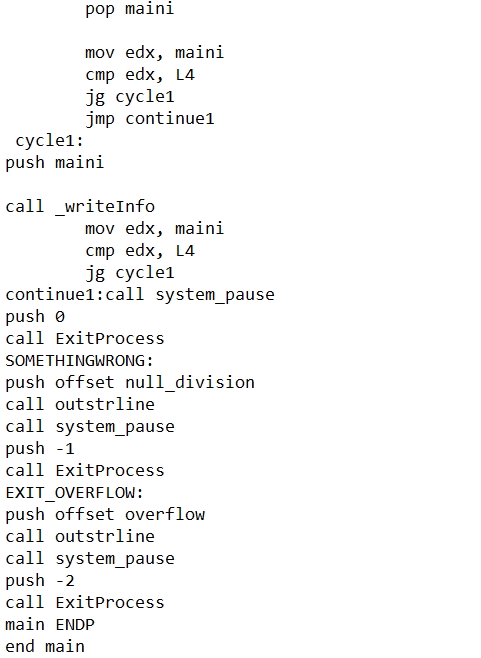 pop maini
mov edx, maini
cmp edx, L4
jg cycle1
jmp continue1
cycle1:
push maini
call _writeInfo
mov edx, maini
cmp edx, L4
jg cycle1
continue1:call system_pause
push 0
call ExitProcess
SOMETHINGWRONG:
push offset null_division
call outstrline
call system_pause
push -1
call ExitProcess
EXIT_OVERFLOW:
push offset overflow
call outstrline
call system_pause
push -2
call ExitProcess
main ENDP
end main